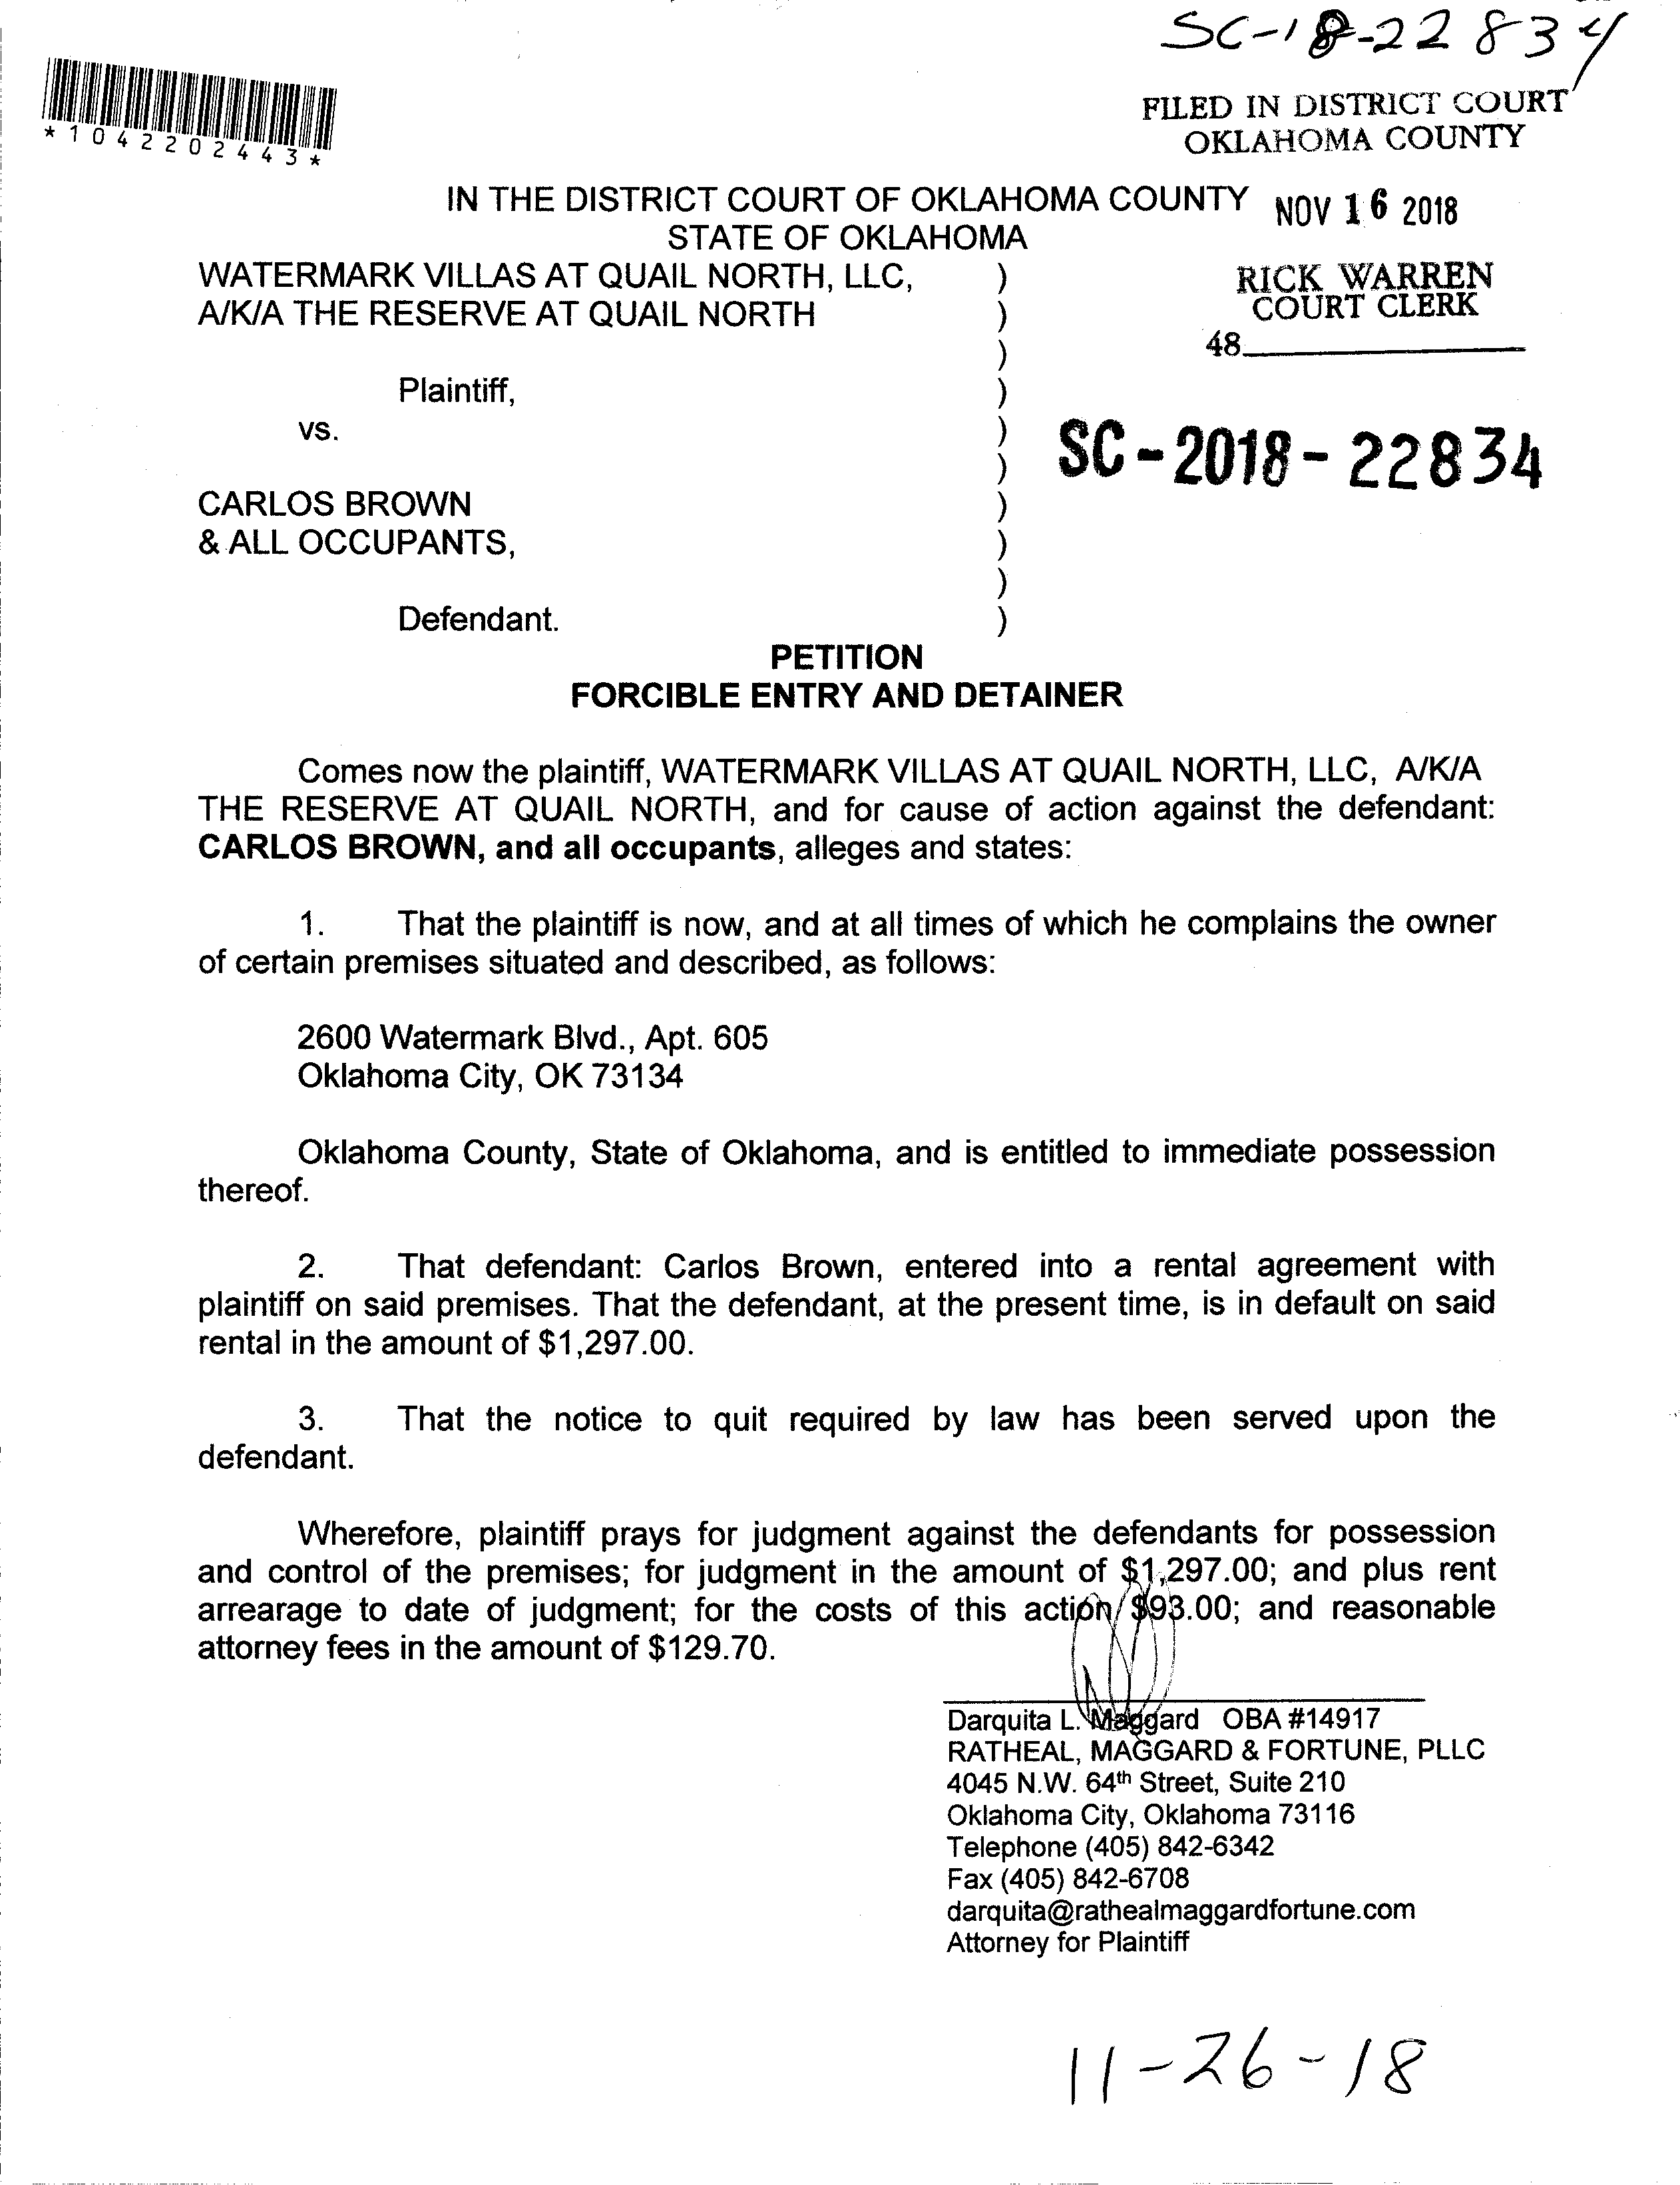 SC-18-22834
*1042202443*
FILED IN DISTRICT COURT
OKLAHOMA COUNTY
IN THE DISTRICT COURT OF OKLAHOMA COUNTY
NOV 16 2018
STATE OF OKLAHOMA
WATERMARK VILLAS AT QUAIL NORTH, LLC, )
RICK WARREN
A/K/A THE RESERVE AT QUAIL NORTH )
COURT CLERK
)
48
Plaintiff, )
vs. )
SC-2018-22834
)
CARLOS BROWN )
& ALL OCCUPANTS, )
)
Defendant. )
PETITION
FORCIBLE ENTRY AND DETAINER
Comes now the plaintiff, WATERMARK VILLAS AT QUAIL NORTH, LLC, A/K/A
THE RESERVE AT QUAIL NORTH, and for cause of action against the defendant:
CARLOS BROWN, and all occupants, alleges and states:
1. That the plaintiff is now, and at all times of which he complains the owner
of certain premises situated and described, as follows:
2600 Watermark Blvd., Apt. 605
Oklahoma City, OK 73134
Oklahoma County, State of Oklahoma, and is entitled to immediate possession
thereof.
2. That defendant: Carlos Brown, entered into a rental agreement with
plaintiff on said premises. That the defendant, at the present time, is in default on said
rental in the amount of $1,297.00.
3. That the notice to quit required by law has been served upon the
defendant.
Wherefore, plaintiff prays for judgment against the defendants for possession
and control of the premises; for judgment in the amount of $1,297.00; and plus rent
arrearage to date of judgment; for the costs of this action $93.00; and reasonable
attorney fees in the amount of $129.70.
Darquita L. Maggard OBA #14917
RATHEAL, MAGGARD & FORTUNE, PLLC
4045 N.W. 64th Street, Suite 210
Oklahoma City, Oklahoma 73116
Telephone (405) 842-6342
Fax (405) 842-6708
darquita@rathealmaggardfortune.com
Attorney for Plaintiff
11-26-18